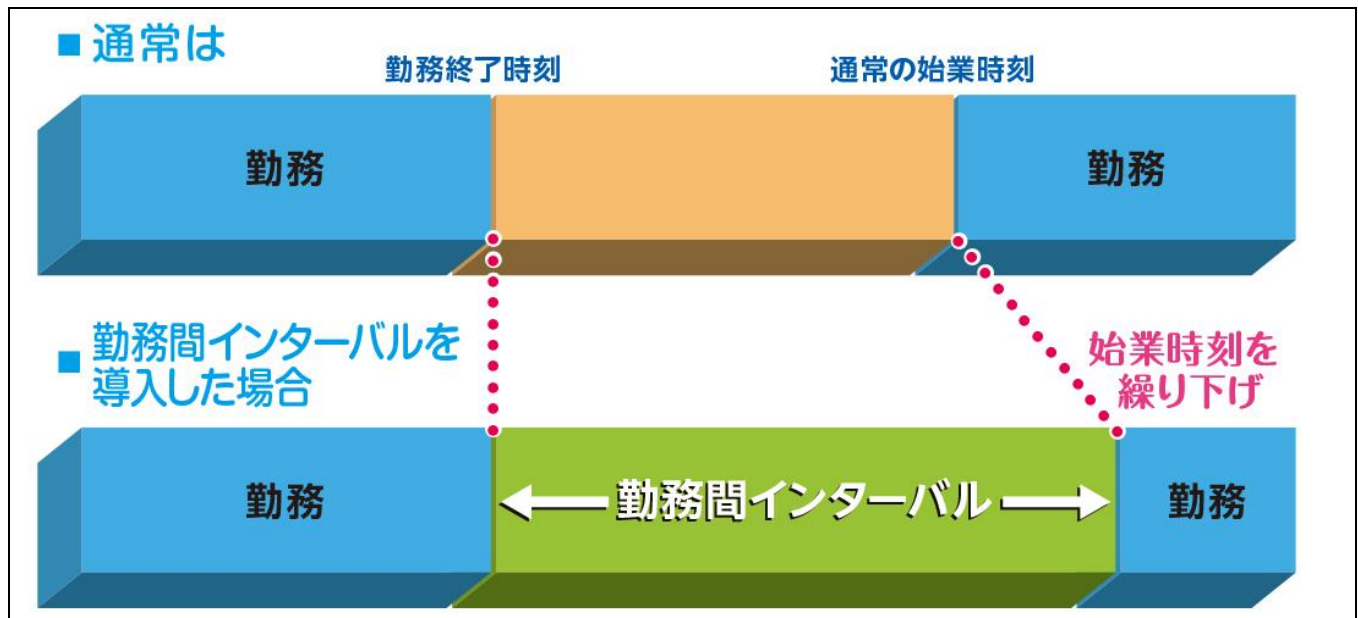 ■ 通常は
勤務終了時刻 通常の始業時刻
勤務 勤務
■ 勤務間インターバルを
導入した場合
始業時刻を
繰り下げ
勤務 勤務間インターバル 勤務